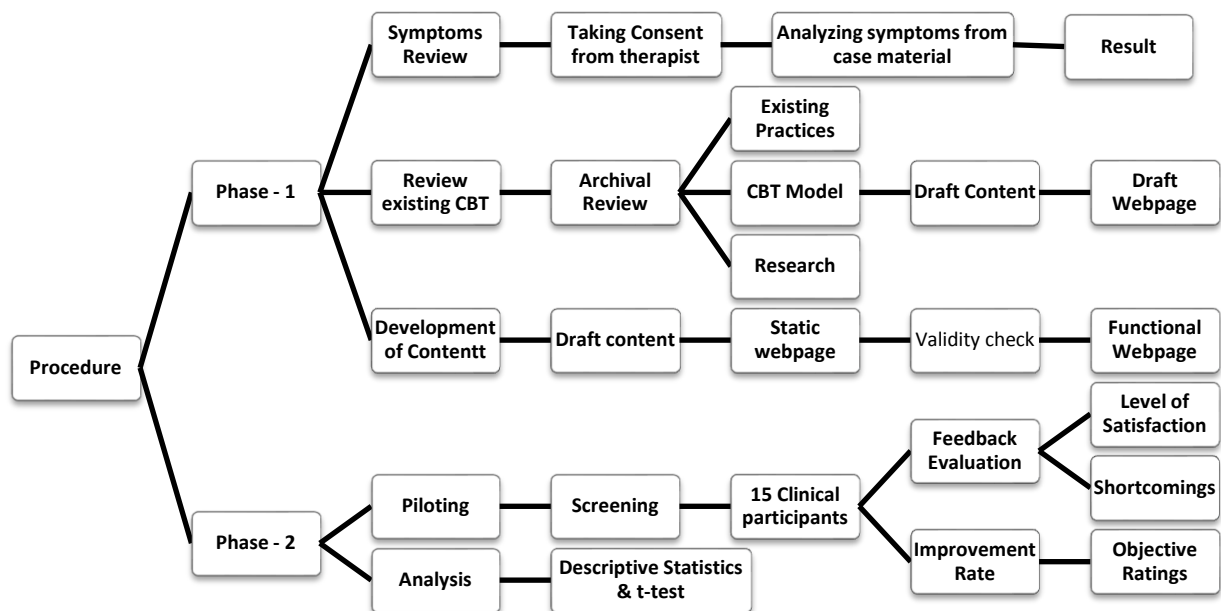 Symptoms
Review
Taking Consent
from therapist
Analyzing symptoms from
case material
Result
Existing
Practices
Phase - 1
Review
existing CBT
Archival
Review
CBT Model
Draft Content
Draft
Webpage
Research
Development
of Contentt
Draft content
Static
webpage
Validity check
Functional
Webpage
Procedure
Level of
Satisfaction
Feedback
Evaluation
Shortcomings
Piloting
Screening
15 Clinical
participants
Phase - 2
Improvement
Rate
Objective
Ratings
Analysis
Descriptive Statistics
& t-test